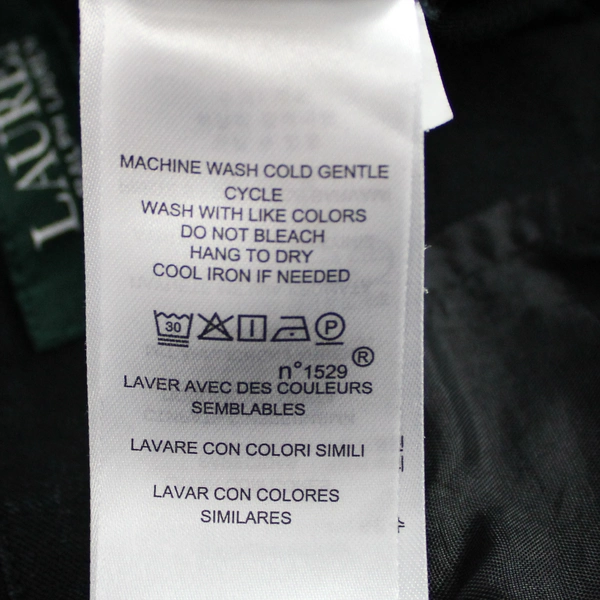 LAURE
MACHINE WASH COLD GENTLE
CYCLE
WASH WITH LIKE COLORS
DO NOT BLEACH
HANG TO DRY
COOL IRON IF NEEDED
30 P
n°1529®
LAVER AVEC DES COULEURS
SEMBLABLES
LAVARE CON COLORI SIMILI
LAVAR CON COLORES
SIMILARES